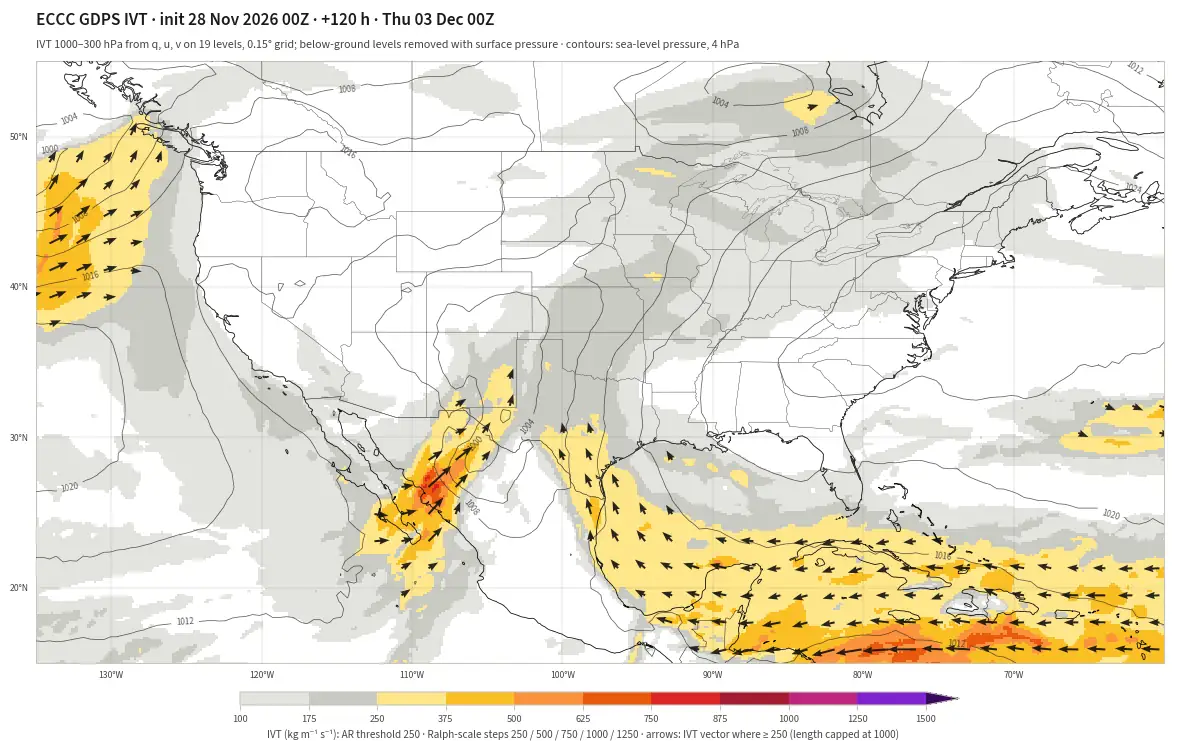 ECCC GDPS IVT · init 28 Nov 2026 00Z · +120 h · Thu 03 Dec 00Z
IVT 1000–300 hPa from q, u, v on 19 levels, 0.15° grid; below-ground levels removed with surface pressure · contours: sea-level pressure, 4 hPa
1012
1008
1004
1004
1008
50°N
1000
1016
1024
1016
40°N
1004
30°N
1000
1020
1008
1020
1016
20°N
1012
1012
130°W
120°W
110°W
100°W
90°W
80°W
70°W
100
175
250
375
500
625
750
875
1000
1250
1500
IVT (kg m⁻¹ s⁻¹): AR threshold 250 · Ralph-scale steps 250 / 500 / 750 / 1000 / 1250 · arrows: IVT vector where ≥ 250 (length capped at 1000)